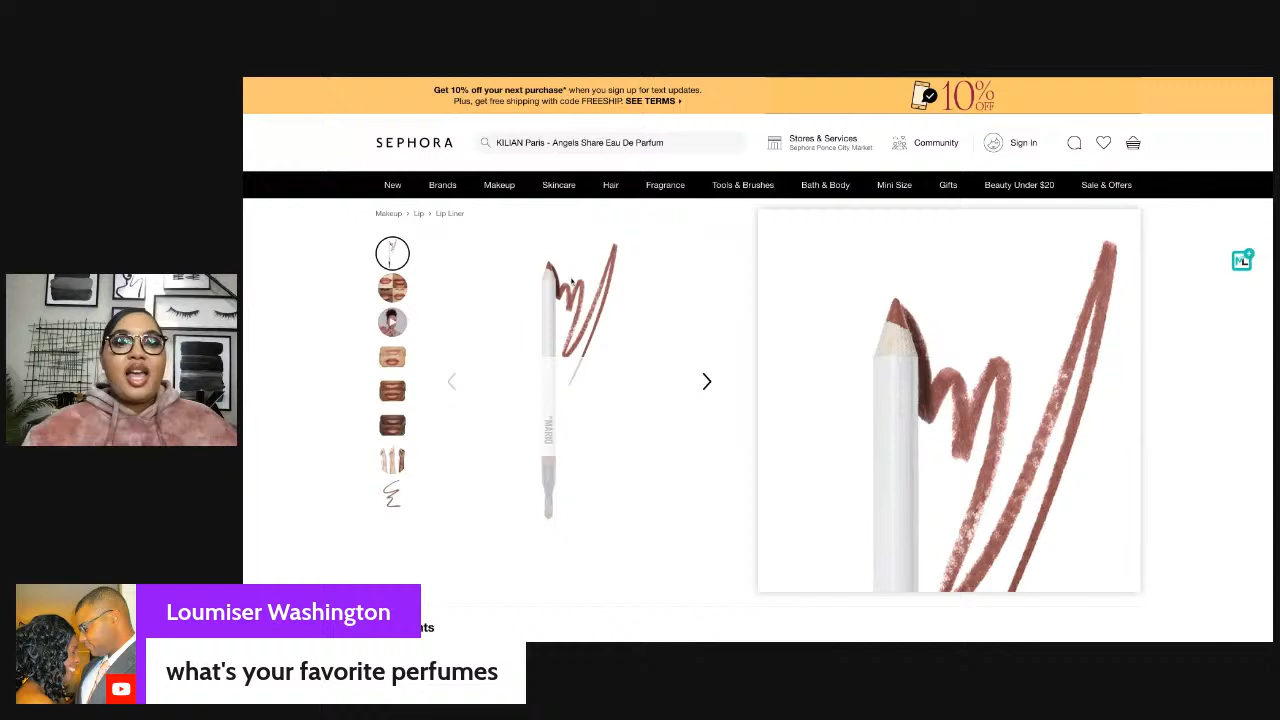 Get 10% off your next purchase* when you sign up for text updates.
Plus, get free shipping with code FREESHIP. SEE TERMS ▸
10% OFF
SEPHORA
KILIAN Paris - Angels Share Eau De Parfum
Stores & Services
Sephora Ponce City Market
Community
Sign In
New Brands Makeup Skincare Hair Fragrance Tools & Brushes Bath & Body Mini Size Gifts Beauty Under $20 Sale & Offers
Makeup › Lip › Lip Liner
ML
MARIO
Loumiser Washington
what's your favorite perfumes